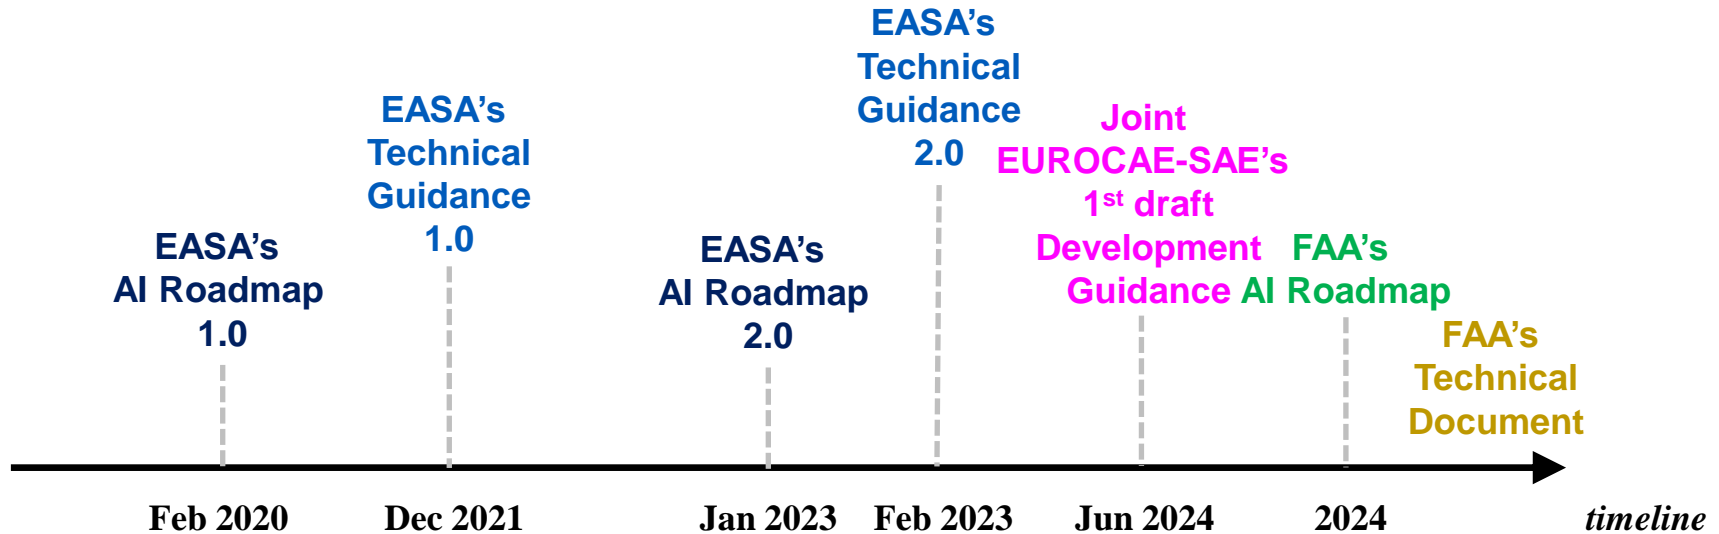 EASA’s
AI Roadmap
1.0
EASA’s
Technical
Guidance
1.0
EASA’s
AI Roadmap
2.0
EASA’s
Technical
Guidance
2.0
Joint
EUROCAE-SAE’s
1st draft
Development
Guidance
FAA’s
AI Roadmap
FAA’s
Technical
Document
Feb 2020
Dec 2021
Jan 2023
Feb 2023
Jun 2024
2024
timeline